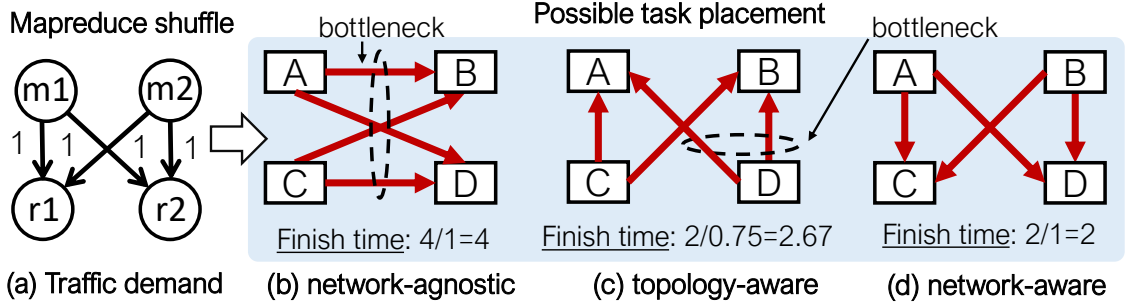 Mapreduce shuffle
Possible task placement
bottleneck
bottleneck
m1 m2
1 1 1 1
r1 r2
A B
C D
A B
C D
A B
C D
Finish time: 4/1=4
Finish time: 2/0.75=2.67
Finish time: 2/1=2
(a) Traffic demand
(b) network-agnostic
(c) topology-aware
(d) network-aware